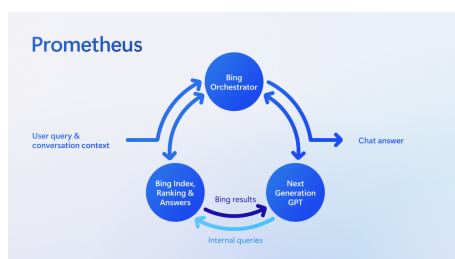 Prometheus
Bing
Orchestrator
User query &
conversation context
Chat answer
Bing Index,
Ranking &
Answers
Next
Generation
GPT
Bing results
Internal queries